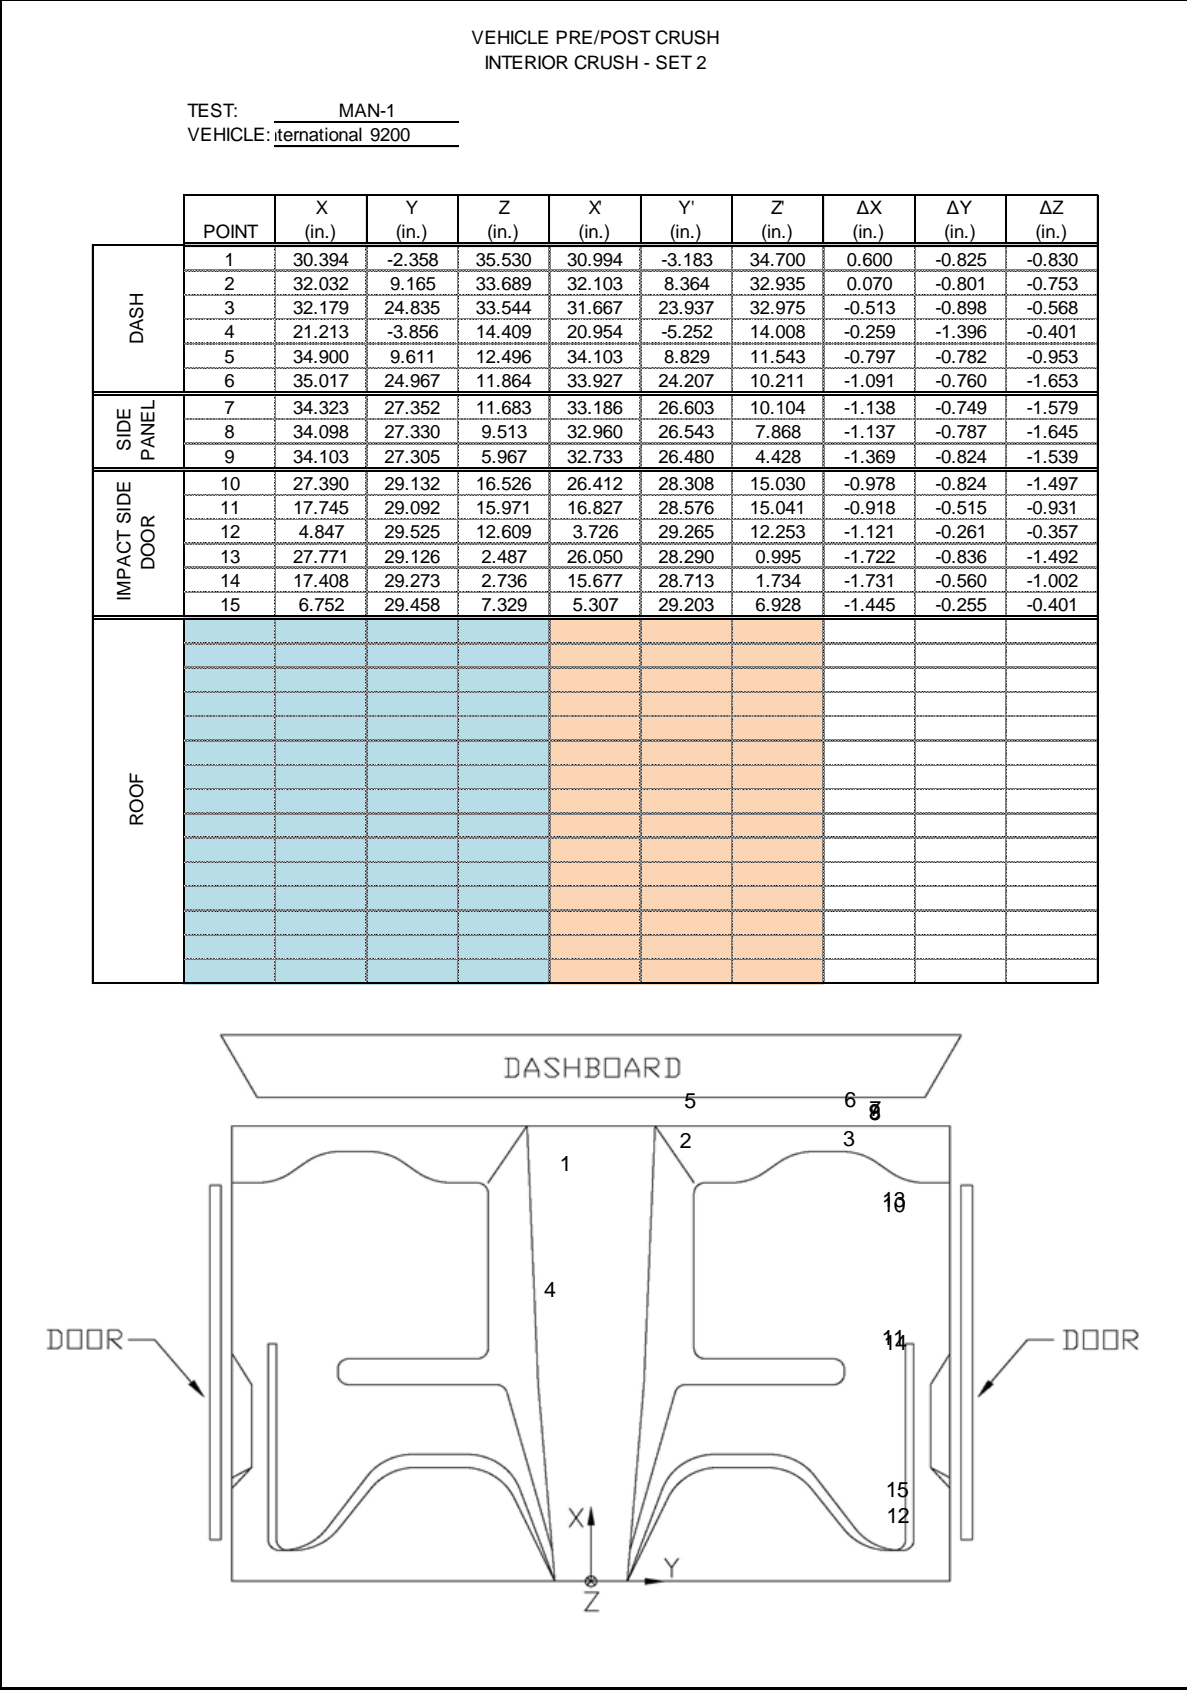 VEHICLE PRE/POST CRUSH
INTERIOR CRUSH - SET 2
TEST: MAN-1
VEHICLE: ternational 9200
POINT X (in.) Y (in.) Z (in.) X' (in.) Y' (in.) Z' (in.) ΔX (in.) ΔY (in.) ΔZ (in.)
DASH
1 30.394 -2.358 35.530 30.994 -3.183 34.700 0.600 -0.825 -0.830
2 32.032 9.165 33.689 32.103 8.364 32.935 0.070 -0.801 -0.753
3 32.179 24.835 33.544 31.667 23.937 32.975 -0.513 -0.898 -0.568
4 21.213 -3.856 14.409 20.954 -5.252 14.008 -0.259 -1.396 -0.401
5 34.900 9.611 12.496 34.103 8.829 11.543 -0.797 -0.782 -0.953
6 35.017 24.967 11.864 33.927 24.207 10.211 -1.091 -0.760 -1.653
SIDE PANEL
7 34.323 27.352 11.683 33.186 26.603 10.104 -1.138 -0.749 -1.579
8 34.098 27.330 9.513 32.960 26.543 7.868 -1.137 -0.787 -1.645
9 34.103 27.305 5.967 32.733 26.480 4.428 -1.369 -0.824 -1.539
IMPACT SIDE DOOR
10 27.390 29.132 16.526 26.412 28.308 15.030 -0.978 -0.824 -1.497
11 17.745 29.092 15.971 16.827 28.576 15.041 -0.918 -0.515 -0.931
12 4.847 29.525 12.609 3.726 29.265 12.253 -1.121 -0.261 -0.357
13 27.771 29.126 2.487 26.050 28.290 0.995 -1.722 -0.836 -1.492
14 17.408 29.273 2.736 15.677 28.713 1.734 -1.731 -0.560 -1.002
15 6.752 29.458 7.329 5.307 29.203 6.928 -1.445 -0.255 -0.401
ROOF
DASHBOARD
5 6
2 3
1
13
10
4
11
14
DOOR DOOR
15
12
X
Y
Z